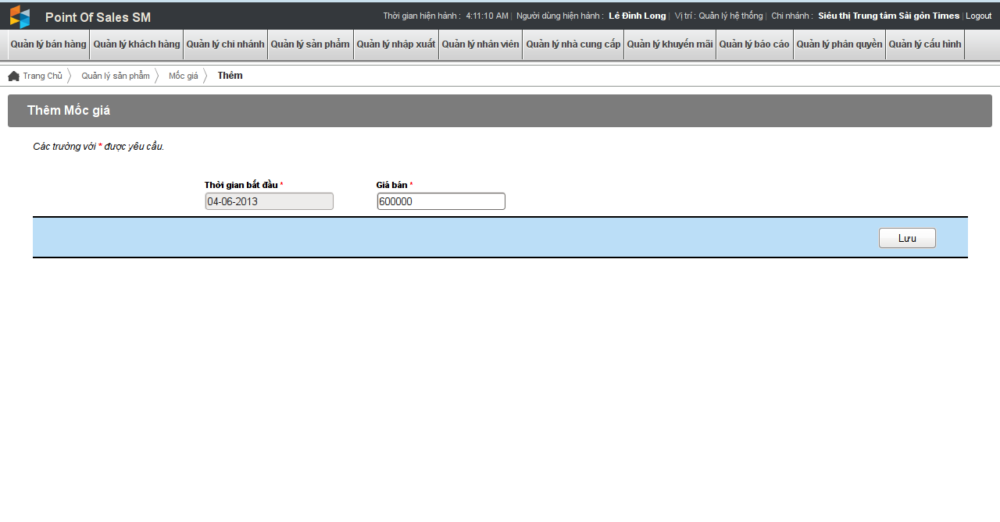 Point Of Sales SM
Thời gian hiện hành : 4:11:10 AM | Người dùng hiện hành : Lê Đình Long | Vị trí : Quản lý hệ thống | Chi nhánh : Siêu thị Trung tâm Sài gòn Times | Logout
Quản lý bán hàng Quản lý khách hàng Quản lý chi nhánh Quản lý sản phẩm Quản lý nhập xuất Quản lý nhân viên Quản lý nhà cung cấp Quản lý khuyến mãi Quản lý báo cáo Quản lý phân quyền Quản lý cấu hình
Trang Chủ Quản lý sản phẩm Mốc giá Thêm
Thêm Mốc giá
Các trường với * được yêu cầu.
Thời gian bắt đầu * Giá bán *
04-06-2013 600000
Lưu